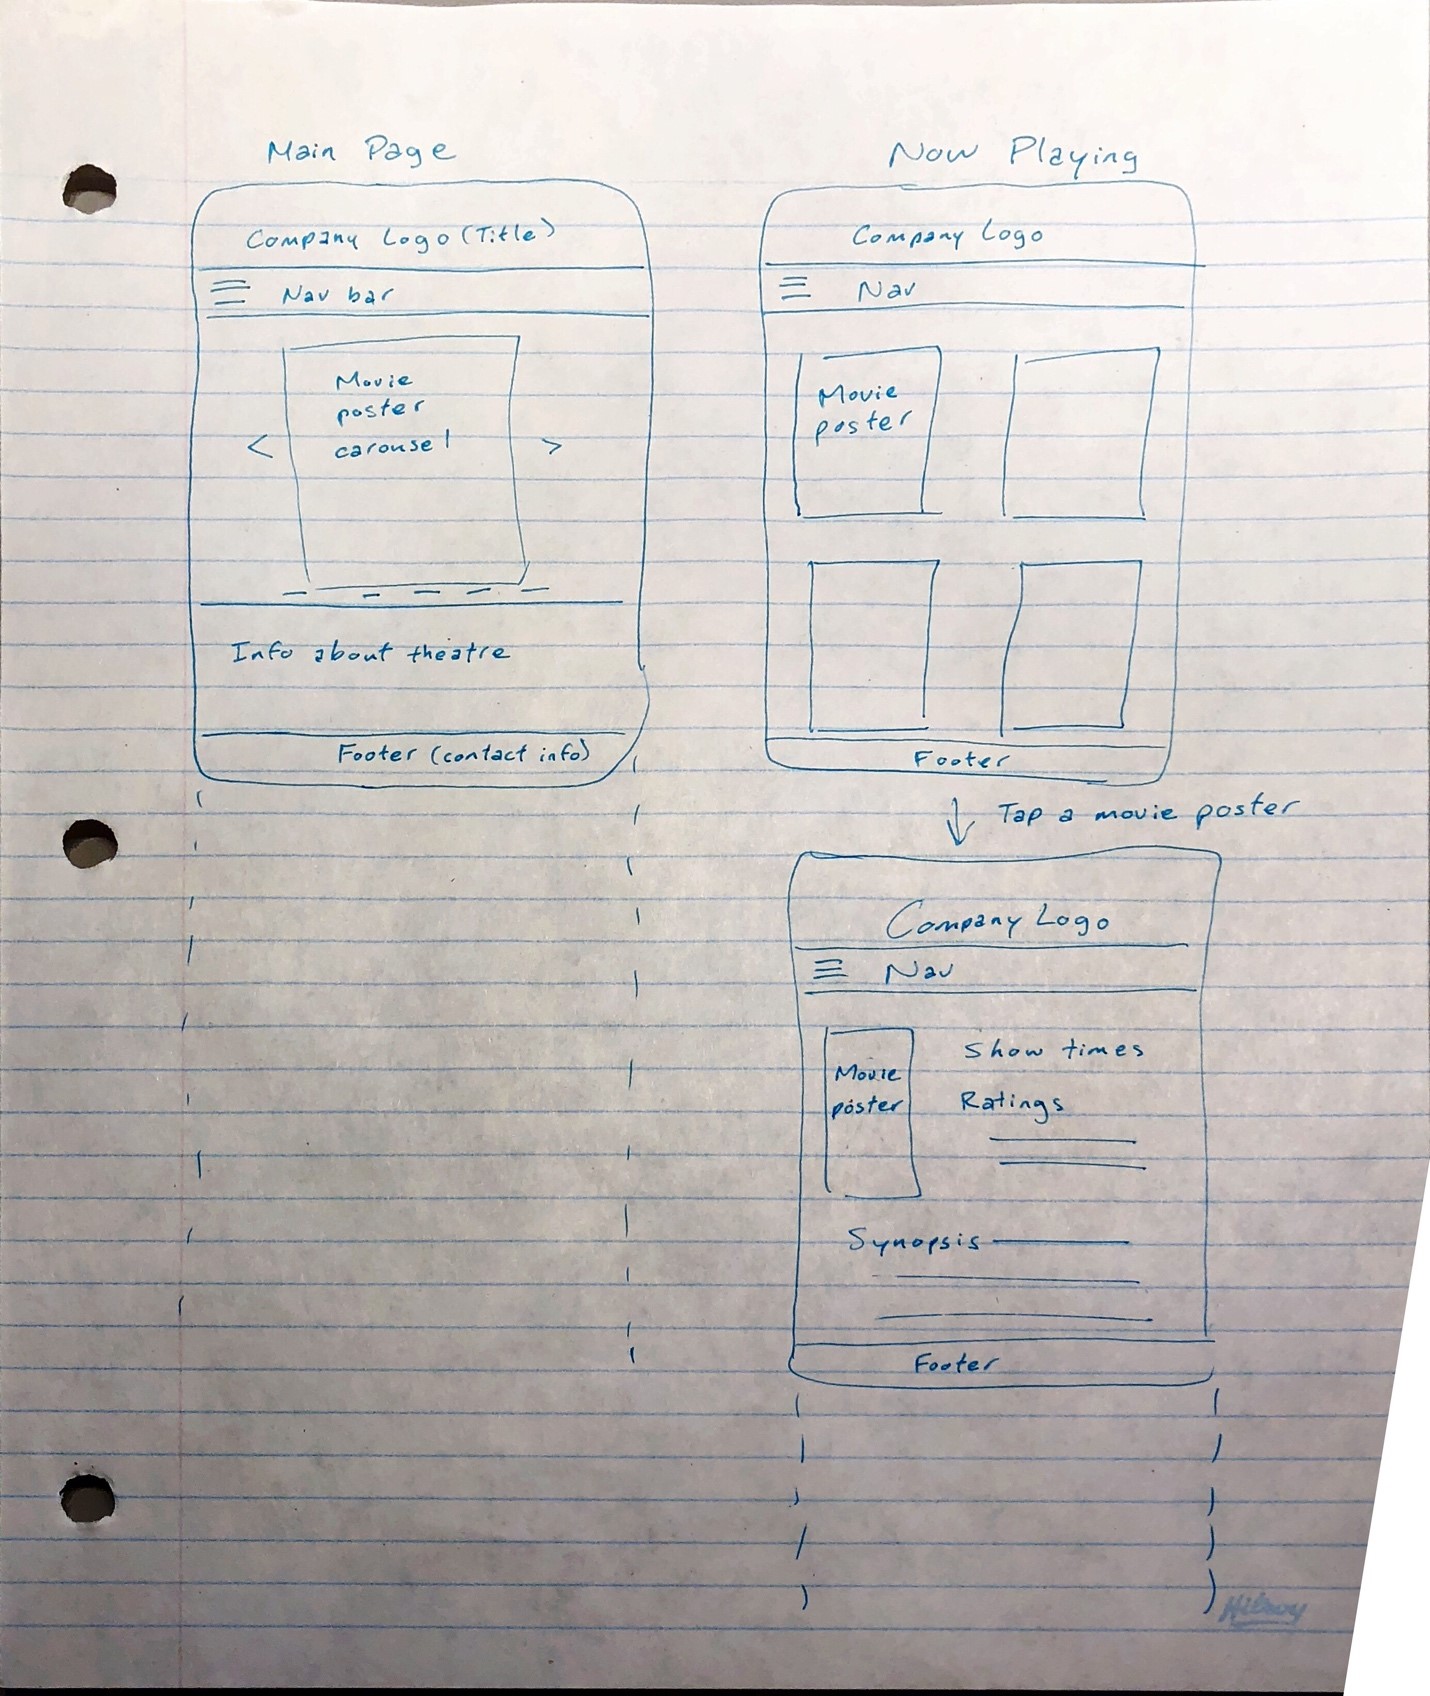 Main Page
Company Logo (Title)
Nav bar
Movie
poster
carousel
<
>
Info about theatre
Footer (contact info)
Now Playing
Company Logo
Nav
Movie
poster
Footer
Tap a movie poster
Company Logo
Nav
Movie
poster
Show times
Ratings
Synopsis
Footer